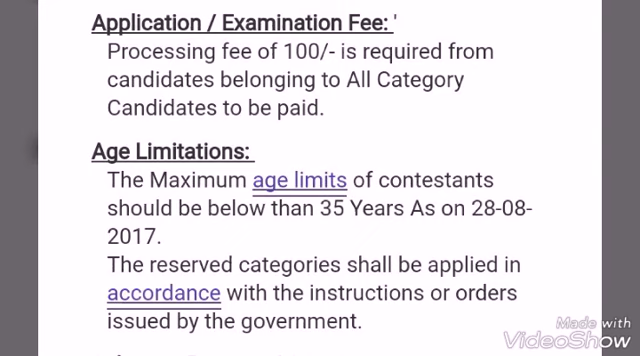 Application / Examination Fee: '
Processing fee of 100/- is required from
candidates belonging to All Category
Candidates to be paid.
Age Limitations:
The Maximum age limits of contestants
should be below than 35 Years As on 28-08-
2017.
The reserved categories shall be applied in
accordance with the instructions or orders
issued by the government.
Made with
VideoShow